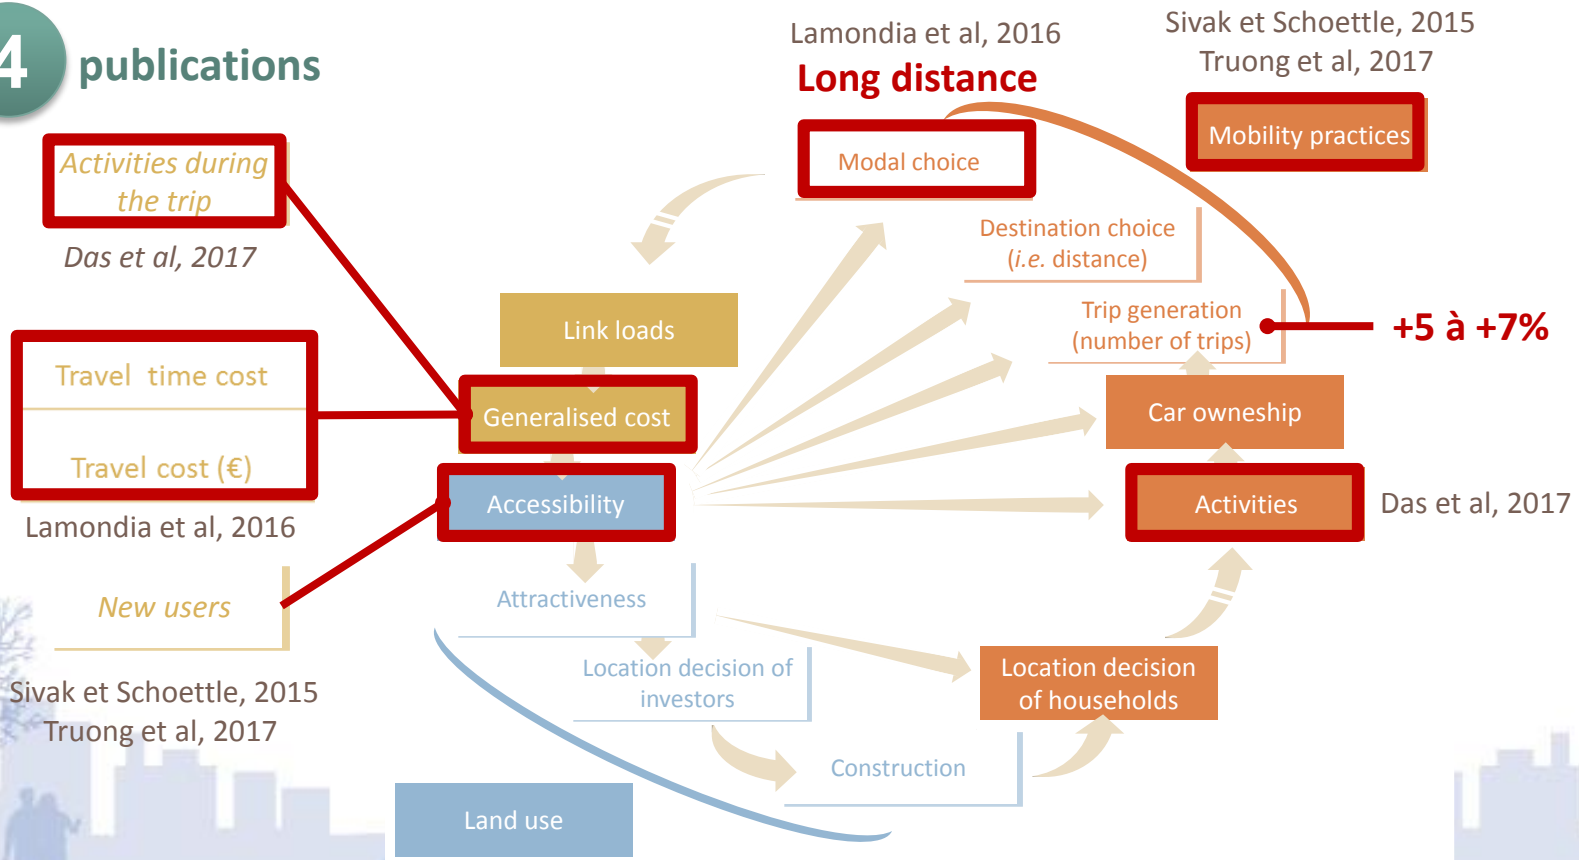 4
publications
Lamondia et al, 2016
Long distance
Sivak et Schoettle, 2015
Truong et al, 2017
Mobility practices
Activities during
the trip
Das et al, 2017
Modal choice
Destination choice
(i.e. distance)
Trip generation
(number of trips)
+5 à +7%
Link loads
Travel time cost
Travel cost (€)
Lamondia et al, 2016
Generalised cost
Car owneship
Accessibility
Activities
Das et al, 2017
New users
Sivak et Schoettle, 2015
Truong et al, 2017
Attractiveness
Location decision of
investors
Location decision
of households
Construction
Land use